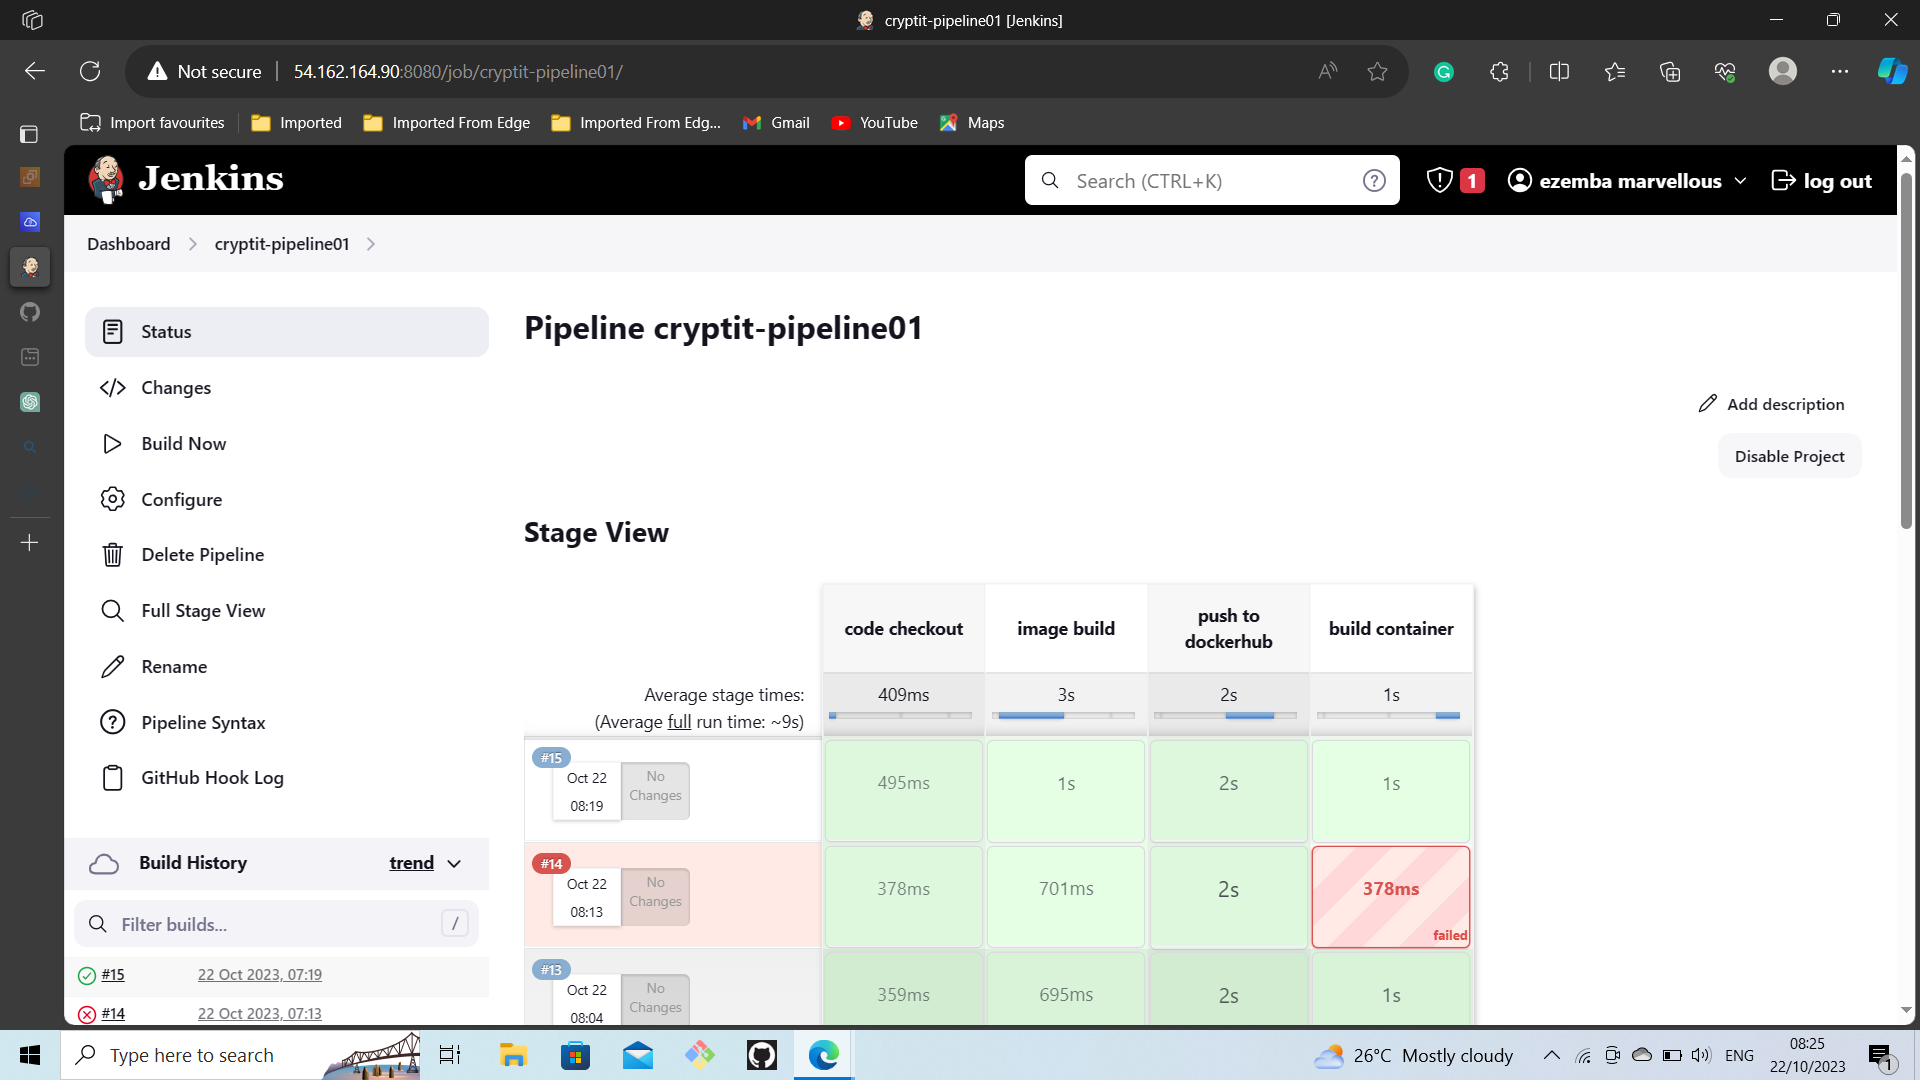 cryptit-pipeline01 [Jenkins]
Not secure
54.162.164.90:8080/job/cryptit-pipeline01/
Import favourites
Imported
Imported From Edge
Imported From Edg...
Gmail
YouTube
Maps
Jenkins
Search (CTRL+K)
1
ezemba marvellous
log out
Dashboard
cryptit-pipeline01
Status
Changes
Build Now
Configure
Delete Pipeline
Full Stage View
Rename
Pipeline Syntax
GitHub Hook Log
Build History
trend
Filter builds...
/
#15
22 Oct 2023, 07:19
#14
22 Oct 2023, 07:13
Pipeline cryptit-pipeline01
Add description
Disable Project
Stage View
code checkout
image build
push to
dockerhub
build container
Average stage times:
(Average full run time: ~9s)
409ms
3s
2s
1s
#15
Oct 22
08:19
No
Changes
495ms
1s
2s
1s
#14
Oct 22
08:13
No
Changes
378ms
701ms
2s
378ms
failed
#13
Oct 22
08:04
No
Changes
359ms
695ms
2s
1s
Type here to search
26°C Mostly cloudy
ENG
08:25
22/10/2023
1